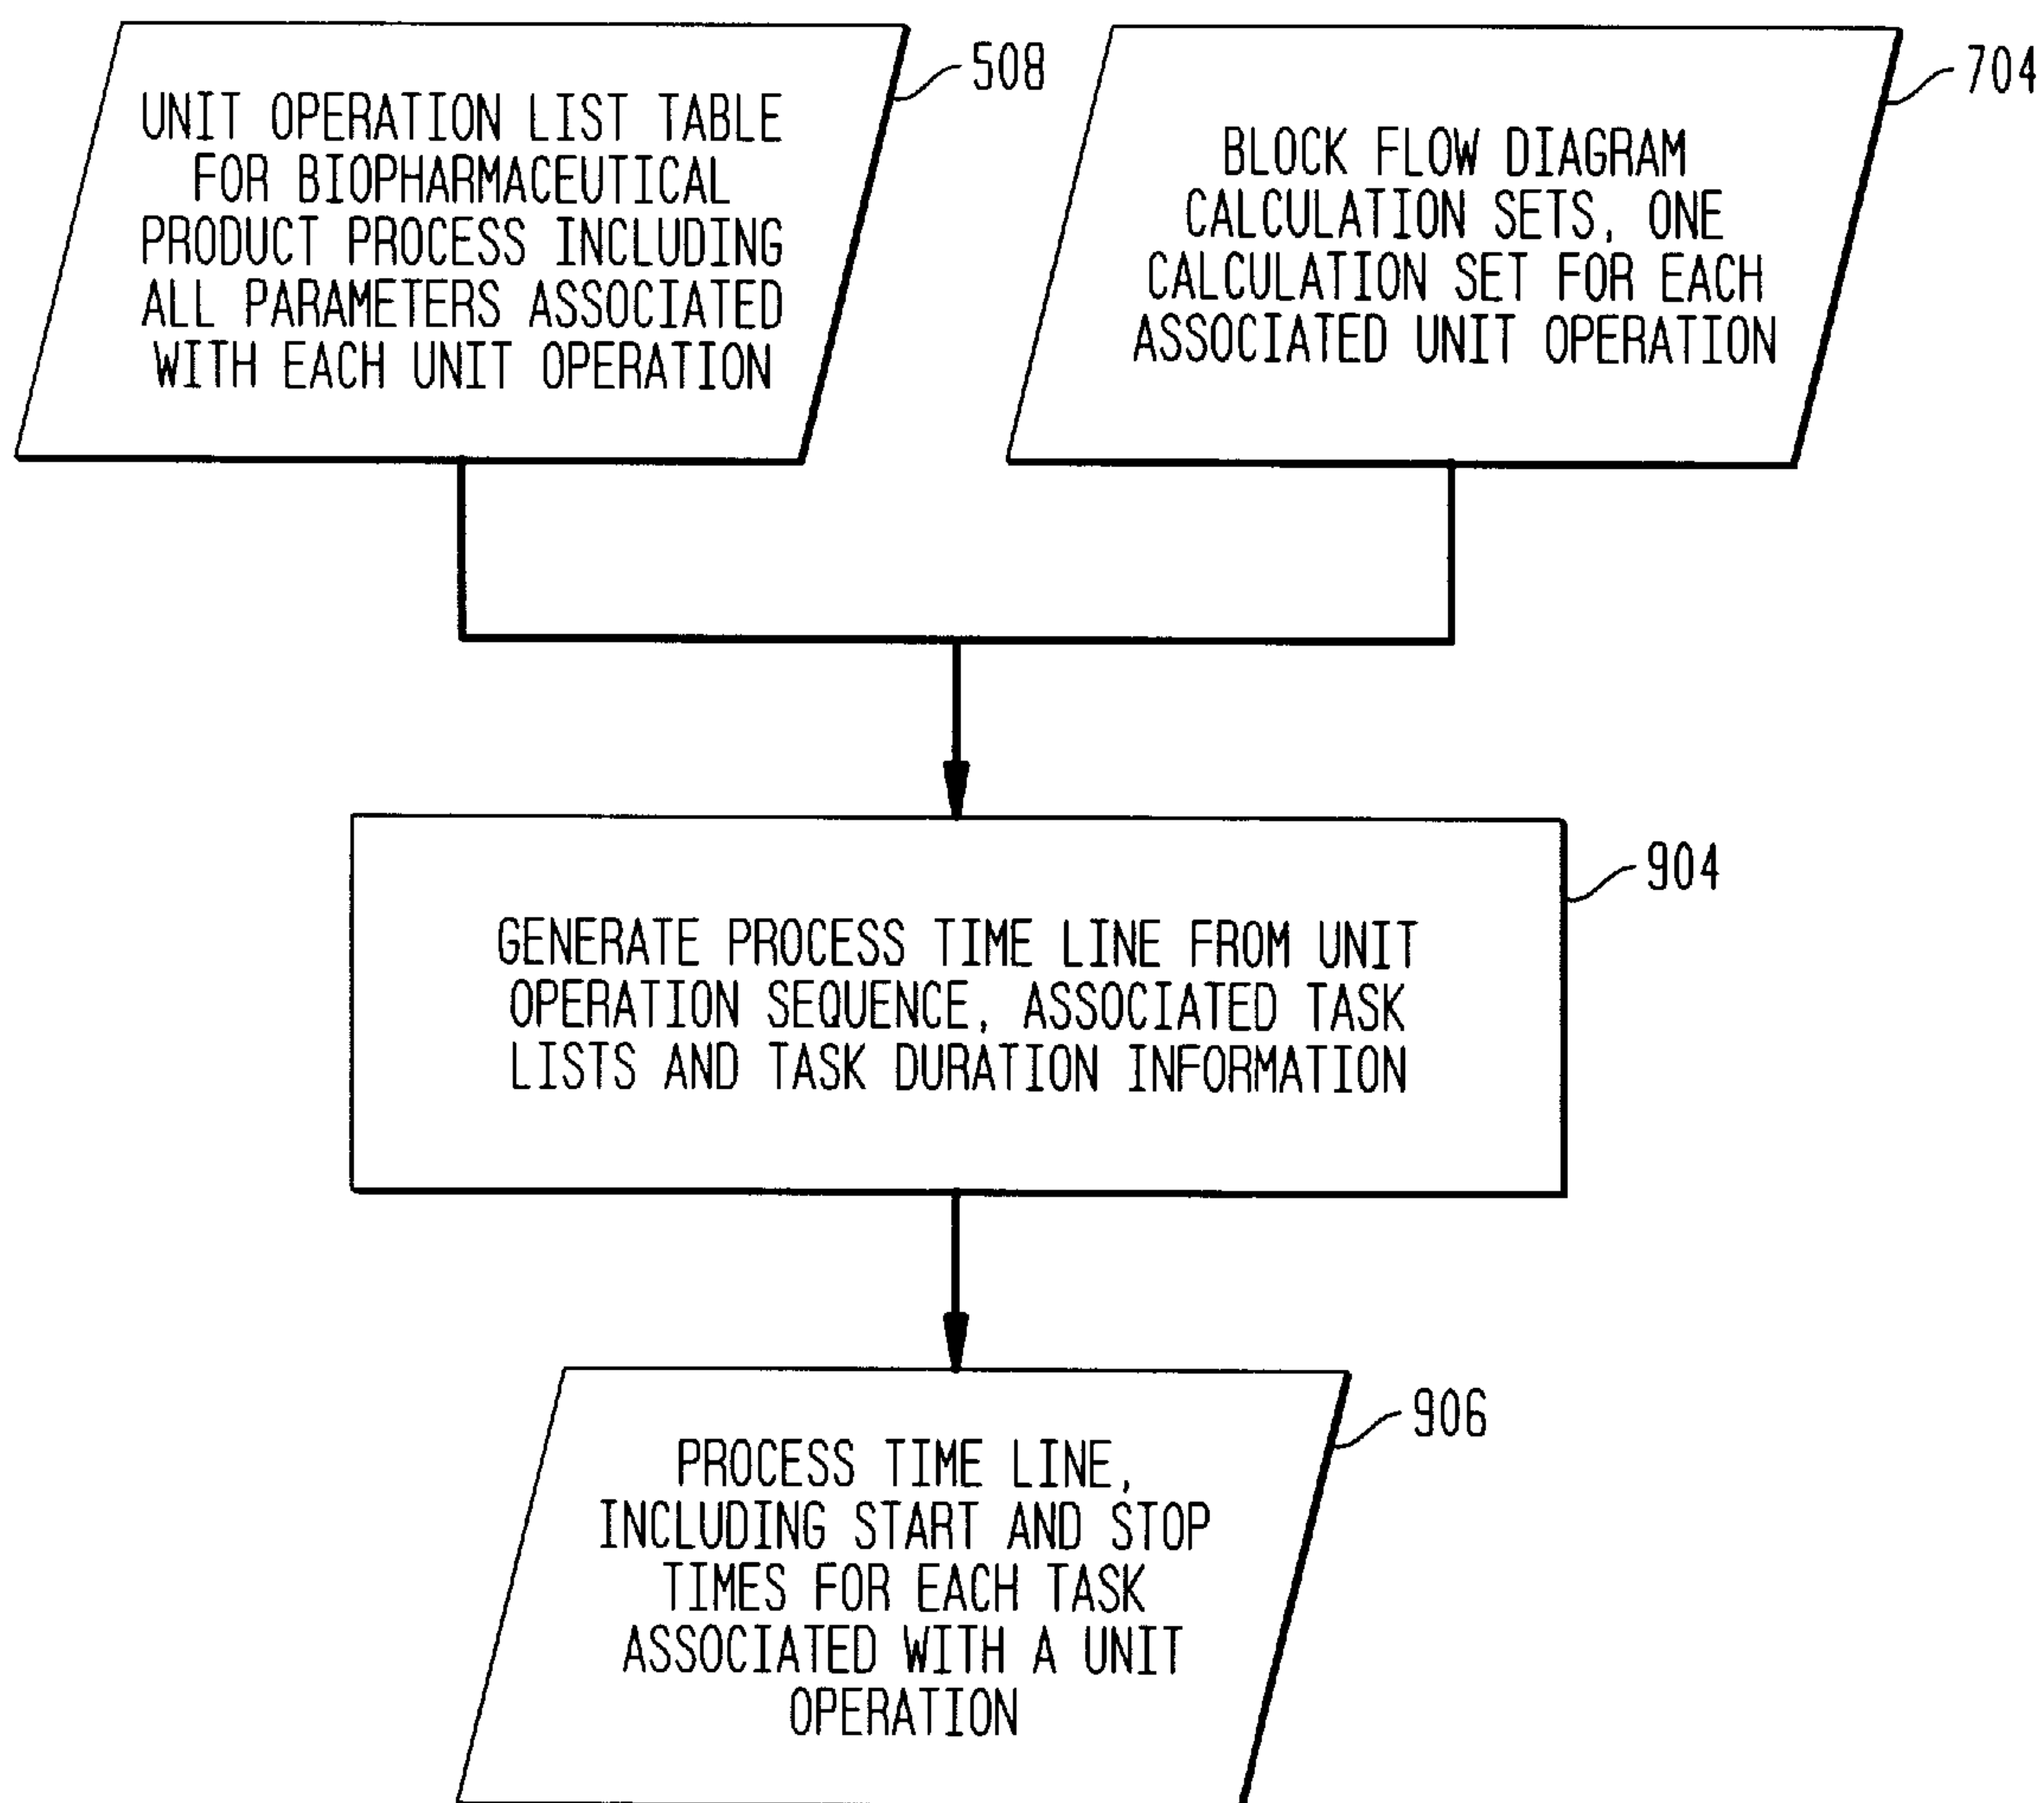 UNIT OPERATION LIST TABLE
FOR BIOPHARMACEUTICAL
PRODUCT PROCESS INCLUDING
ALL PARAMETERS ASSOCIATED
WITH EACH UNIT OPERATION
508
BLOCK FLOW DIAGRAM
CALCULATION SETS, ONE
CALCULATION SET FOR EACH
ASSOCIATED UNIT OPERATION
704
GENERATE PROCESS TIME LINE FROM UNIT
OPERATION SEQUENCE, ASSOCIATED TASK
LISTS AND TASK DURATION INFORMATION
904
PROCESS TIME LINE,
INCLUDING START AND STOP
TIMES FOR EACH TASK
ASSOCIATED WITH A UNIT
OPERATION
906